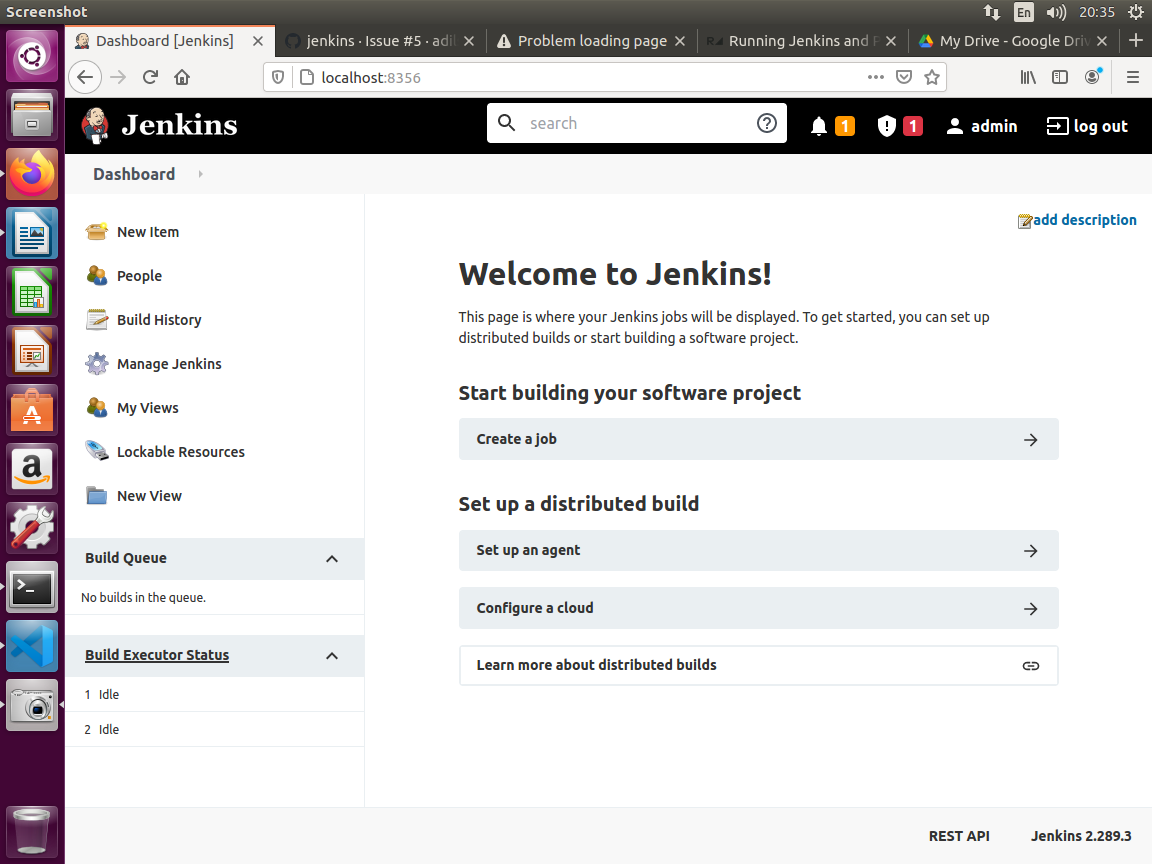 Screenshot
En
20:35
Dashboard [Jenkins]
jenkins · Issue #5 · adil
Problem loading page
Running Jenkins and P
My Drive - Google Driv
localhost:8356
Jenkins
search
1
1
admin
log out
Dashboard
New Item
People
Build History
Manage Jenkins
My Views
Lockable Resources
New View
Build Queue
No builds in the queue.
Build Executor Status
1 Idle
2 Idle
add description
Welcome to Jenkins!
This page is where your Jenkins jobs will be displayed. To get started, you can set up
distributed builds or start building a software project.
Start building your software project
Create a job
Set up a distributed build
Set up an agent
Configure a cloud
Learn more about distributed builds
REST API
Jenkins 2.289.3